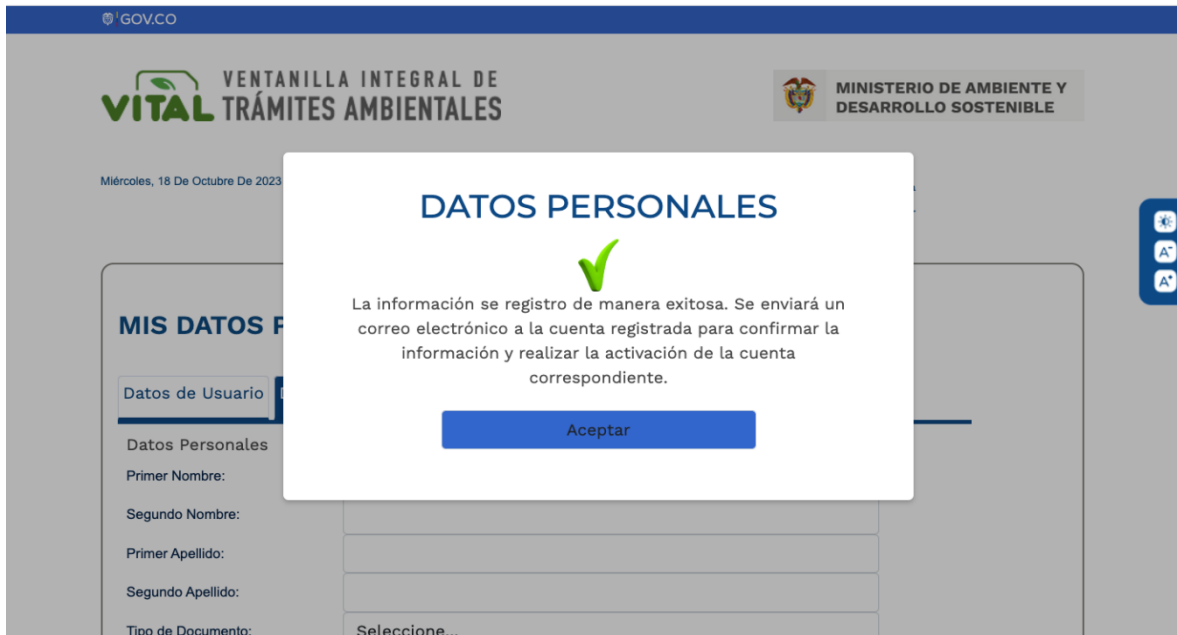 GOV.CO
VENTANILLA INTEGRAL DE
VITAL TRÁMITES AMBIENTALES
MINISTERIO DE AMBIENTE Y
DESARROLLO SOSTENIBLE
Miércoles, 18 De Octubre De 2023
DATOS PERSONALES
La información se registro de manera exitosa. Se enviará un
correo electrónico a la cuenta registrada para confirmar la
información y realizar la activación de la cuenta
correspondiente.
Aceptar
A-
A+
MIS DATOS
Datos de Usuario
Datos Personales
Primer Nombre:
Segundo Nombre:
Primer Apellido:
Segundo Apellido:
Tipo de Documento: Seleccione...